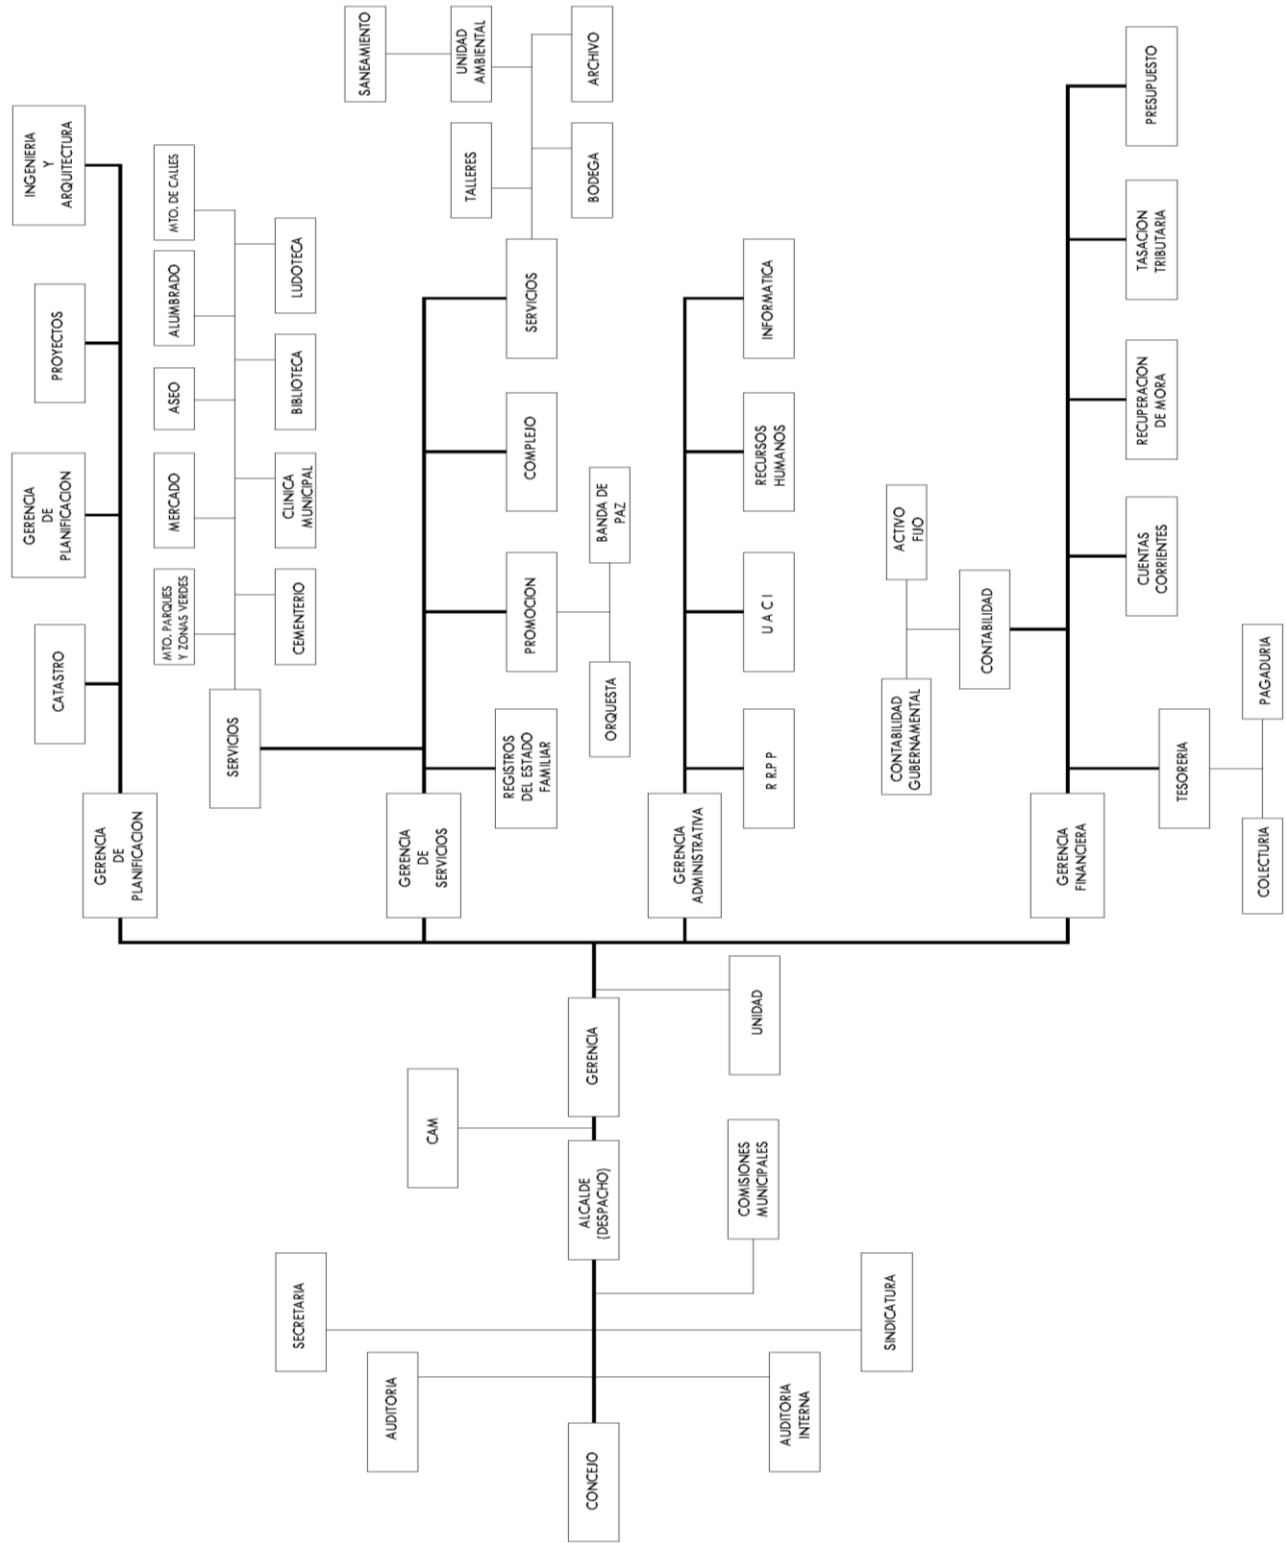 CONCEJO
AUDITORIA
AUDITORIA
INTERNA
SECRETARIA
SINDICATURA
COMISIONES
MUNICIPALES
ALCALDE
(DESPACHO)
CAM
GERENCIA
UNIDAD
GERENCIA
DE
PLANIFICACION
CATASTRO
GERENCIA
DE
PLANIFICACION
PROYECTOS
INGENIERIA
Y
ARQUITECTURA
GERENCIA
DE
SERVICIOS
SERVICIOS
MTO. PARQUES
Y ZONAS VERDES
MERCADO
ASEO
ALUMBRADO
MTO. DE CALLES
CEMENTERIO
CLINICA
MUNICIPAL
BIBLIOTECA
LUDOTECA
REGISTROS
DEL ESTADO
FAMILIAR
PROMOCION
ORQUESTA
BANDA DE
PAZ
COMPLEJO
SERVICIOS
TALLERES
UNIDAD
AMBIENTAL
SANEAMIENTO
BODEGA
ARCHIVO
GERENCIA
ADMINISTRATIVA
R R.P P
U A C I
RECURSOS
HUMANOS
INFORMATICA
GERENCIA
FINANCIERA
TESORERIA
COLECTURIA
PAGADURIA
CONTABILIDAD
CONTABILIDAD
GUBERNAMENTAL
ACTIVO
FIJO
CUENTAS
CORRIENTES
RECUPERACION
DE MORA
TASACION
TRIBUTARIA
PRESUPUESTO